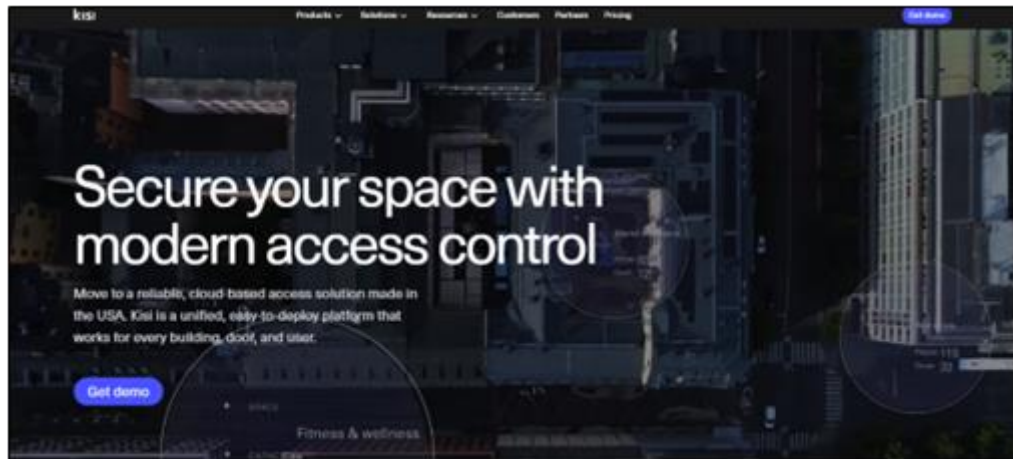 kisi
Products Solutions Resources Customers Partners Pricing
Get demo
Secure your space with
modern access control
Move to a reliable, cloud-based access solution made in
the USA. Kisi is a unified, easy-to-deploy platform that
works for every building, door, and user.
Get demo
SPACE
Fitness & wellness